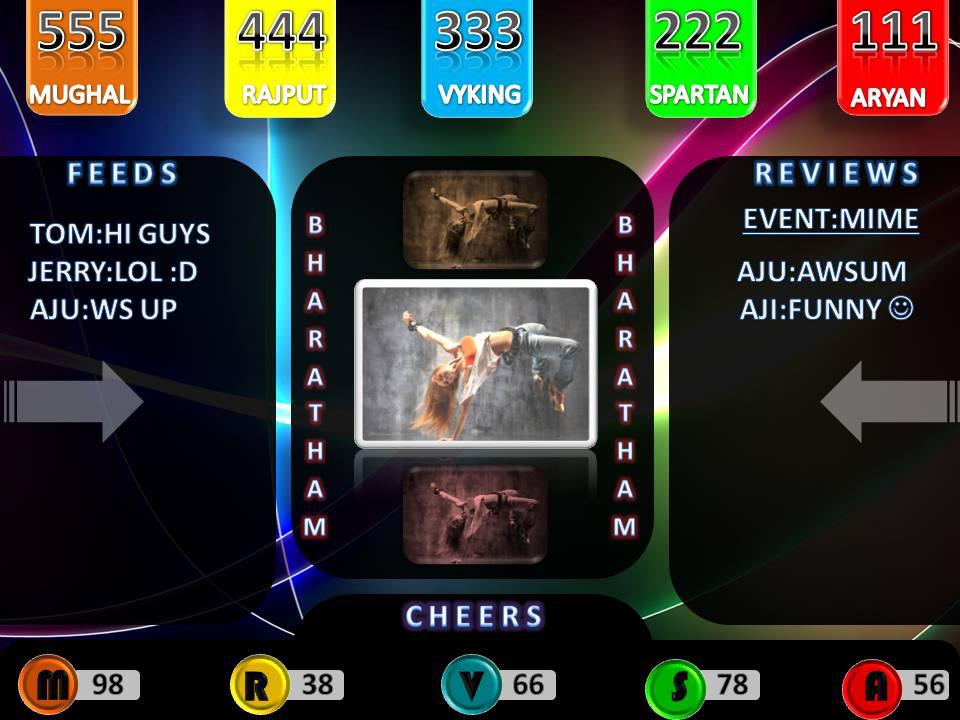 555 444 333 222 111
MUGHAL RAJPUT VYKING SPARTAN ARYAN
FEEDS
TOM:HI GUYS
JERRY:LOL :D
AJU:WS UP
BHARATHAM
BHARATHAM
REVIEWS
EVENT:MIME
AJU:AWSUM
AJI:FUNNY ☺
CHEERS
M 98 R 38 V 66 S 78 A 56